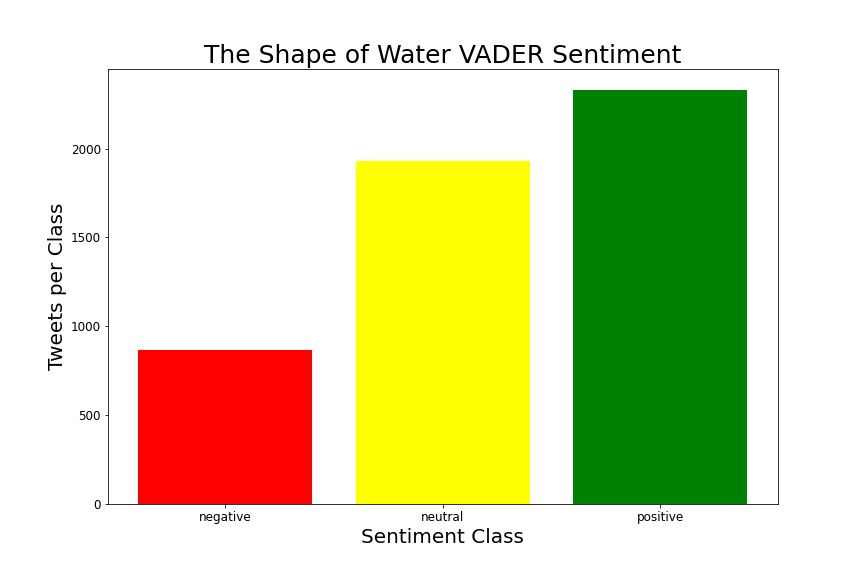 The Shape of Water VADER Sentiment
Tweets per Class
2000
1500
1000
500
0
negative neutral positive
Sentiment Class